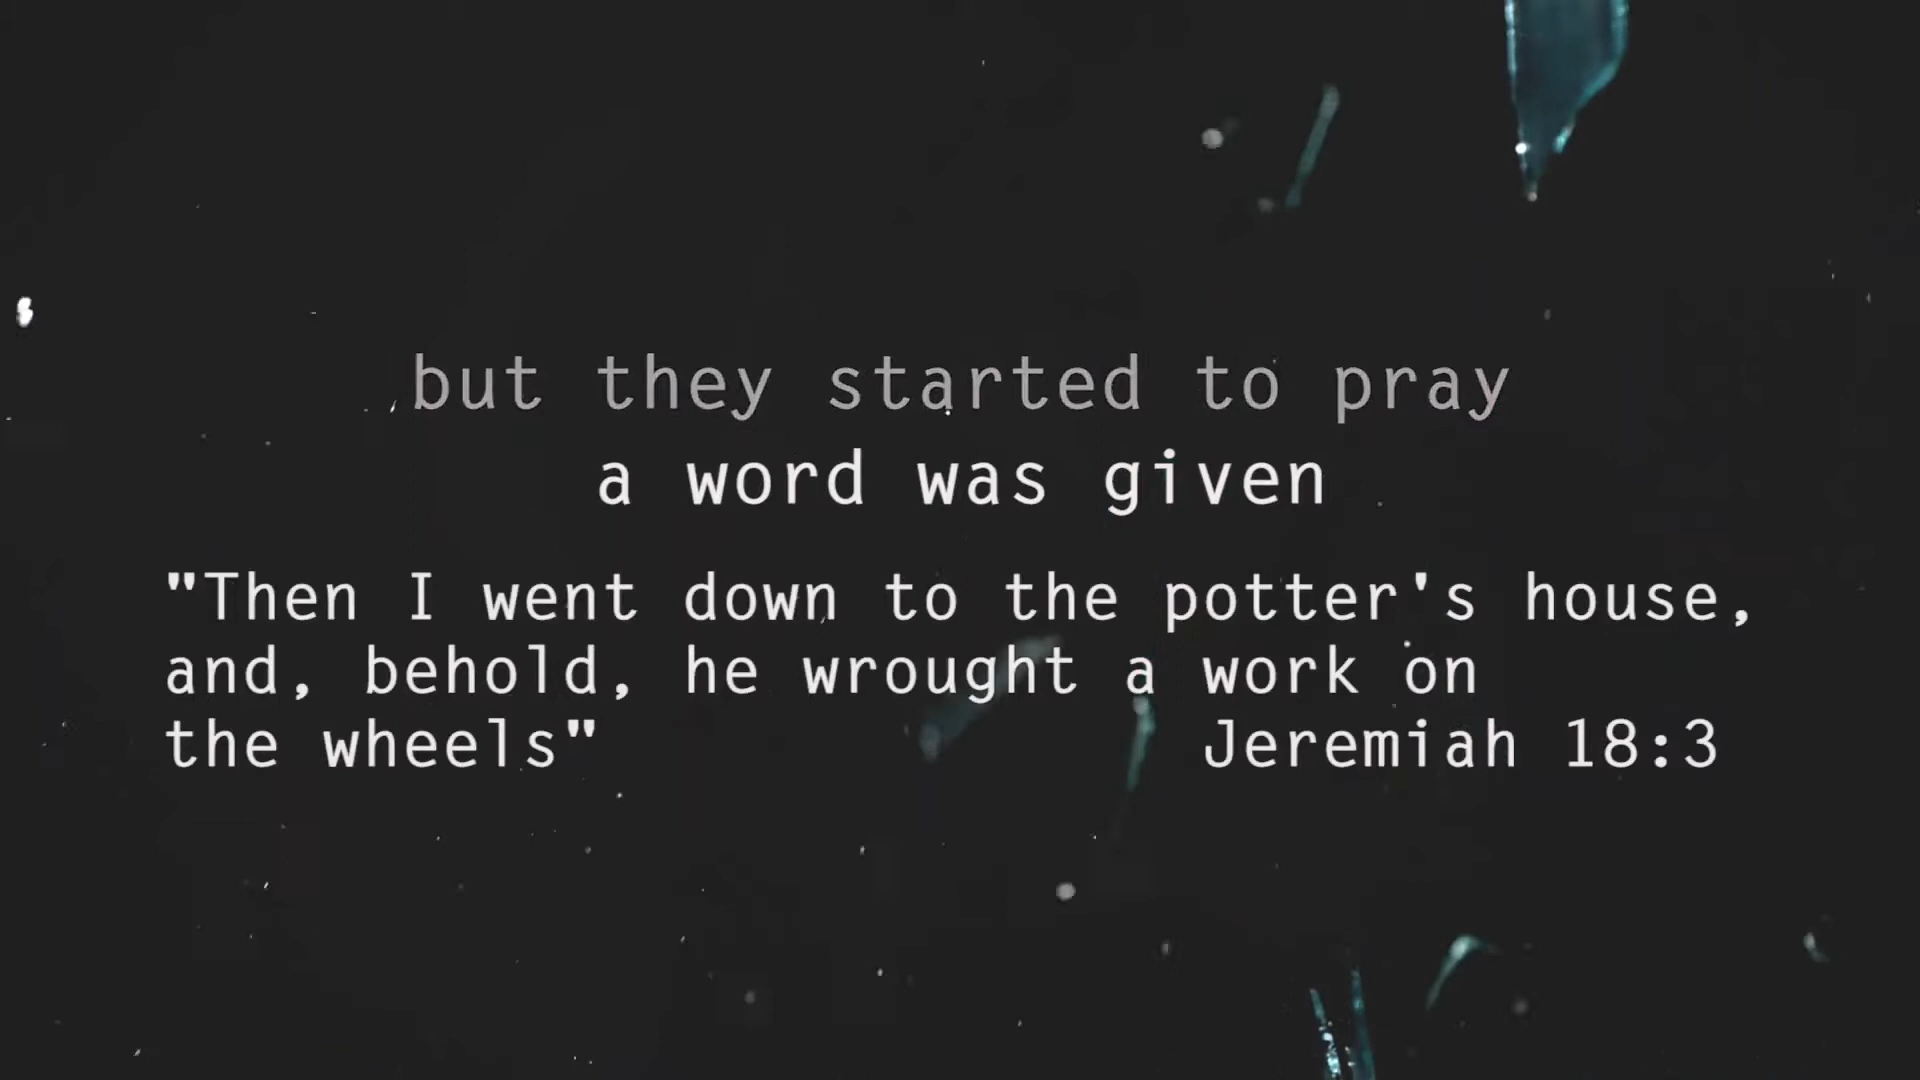 but they started to pray
a word was given
"Then I went down to the potter's house,
and, behold, he wrought a work on
the wheels" Jeremiah 18:3